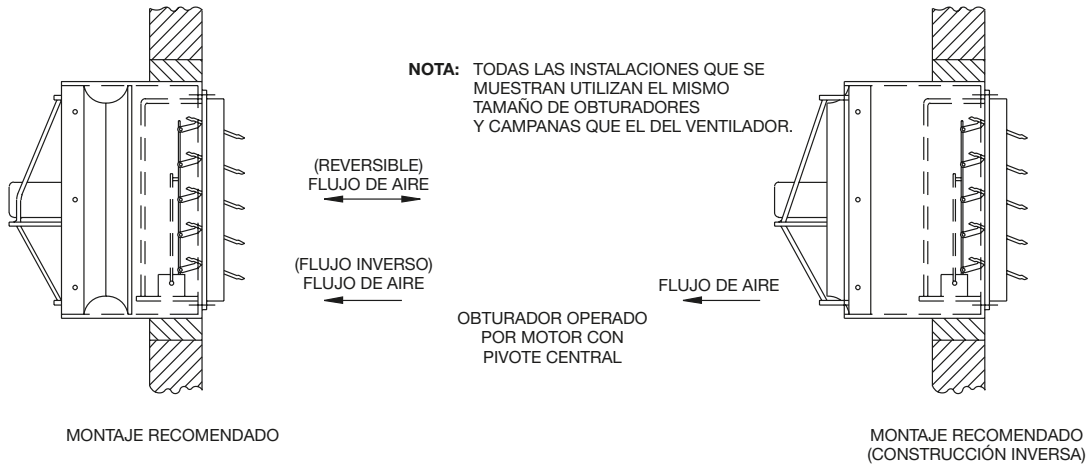 NOTA: TODAS LAS INSTALACIONES QUE SE
MUESTRAN UTILIZAN EL MISMO
TAMAÑO DE OBTURADORES
Y CAMPANAS QUE EL DEL VENTILADOR.
(REVERSIBLE)
FLUJO DE AIRE
(FLUJO INVERSO)
FLUJO DE AIRE
FLUJO DE AIRE
OBTURADOR OPERADO
POR MOTOR CON
PIVOTE CENTRAL
MONTAJE RECOMENDADO
MONTAJE RECOMENDADO
(CONSTRUCCIÓN INVERSA)